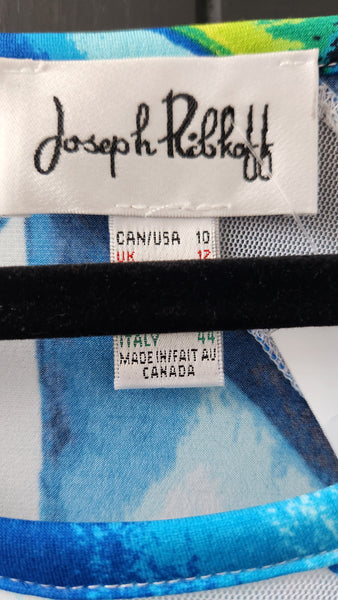 Joseph Ribkoff
CAN/USA 10
UK 12
ITALY 44
MADE IN/FAIT AU
CANADA